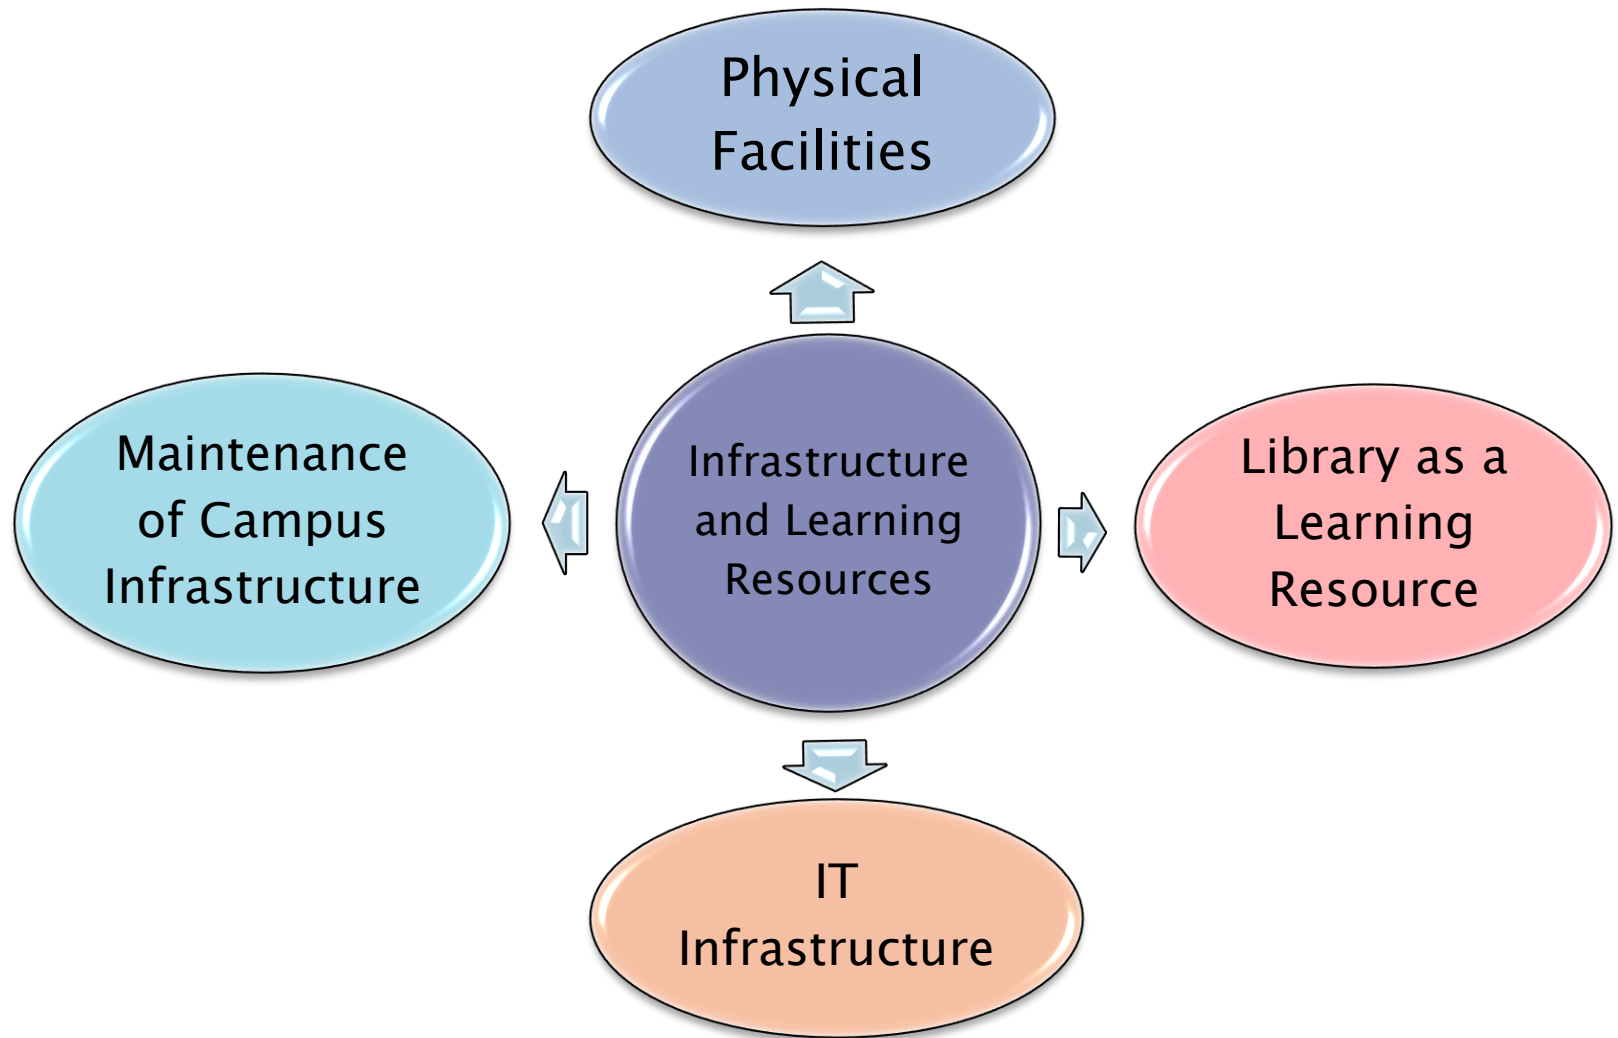 Physical
Facilities
Maintenance
of Campus
Infrastructure
Infrastructure
and Learning
Resources
Library as a
Learning
Resource
IT
Infrastructure